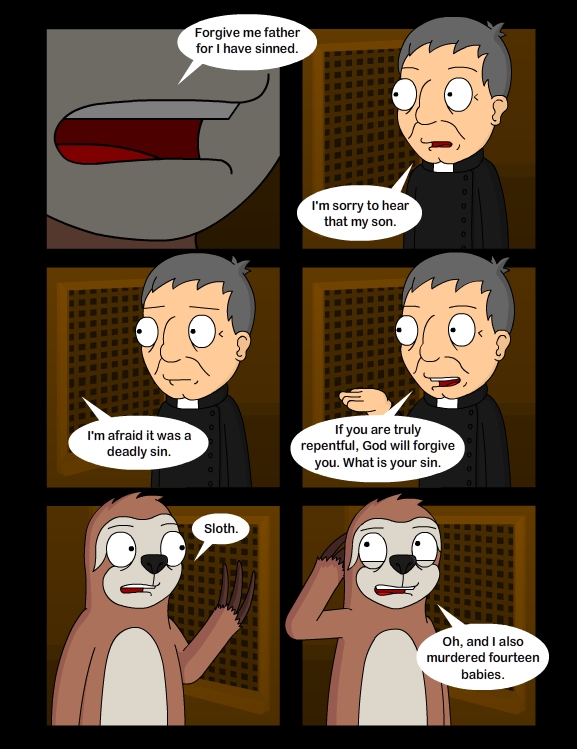 Forgive me father
for I have sinned.
I'm sorry to hear
that my son.
I'm afraid it was a
deadly sin.
If you are truly
repentful, God will forgive
you. What is your sin.
Sloth.
Oh, and I also
murdered fourteen
babies.